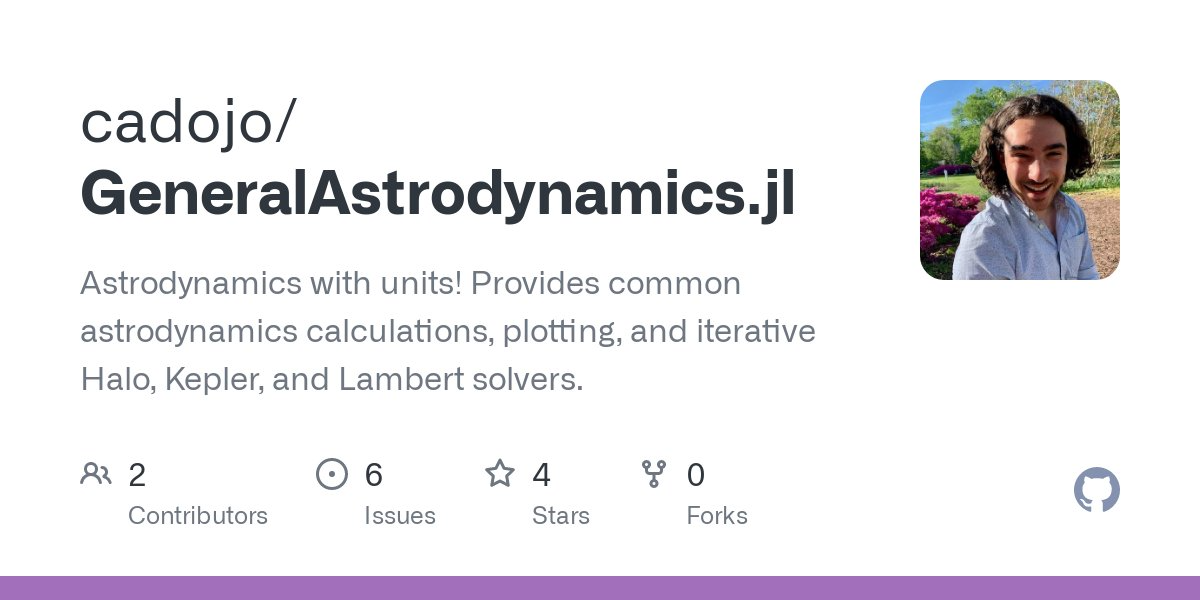 cadojo/
GeneralAstrodynamics.jl
Astrodynamics with units! Provides common
astrodynamics calculations, plotting, and iterative
Halo, Kepler, and Lambert solvers.
2 6 4 0
Contributors Issues Stars Forks